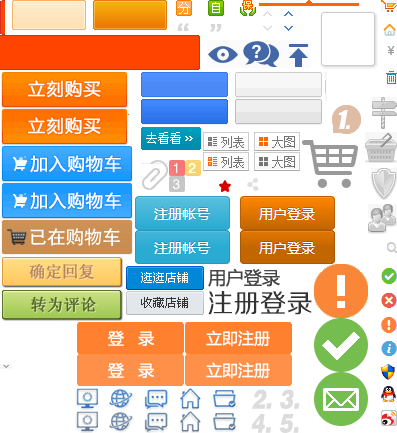 分 自 保
¥
?
立刻购买
1.
立刻购买
去看看 »
列表 大图
列表 大图
加入购物车
1 2
3
加入购物车
注册帐号 用户登录
已在购物车
注册帐号 用户登录
确定回复
逛逛店铺 用户登录
转为评论
收藏店铺 注册登录
登 录 立即注册
登 录 立即注册
2. 3.
4. 5.